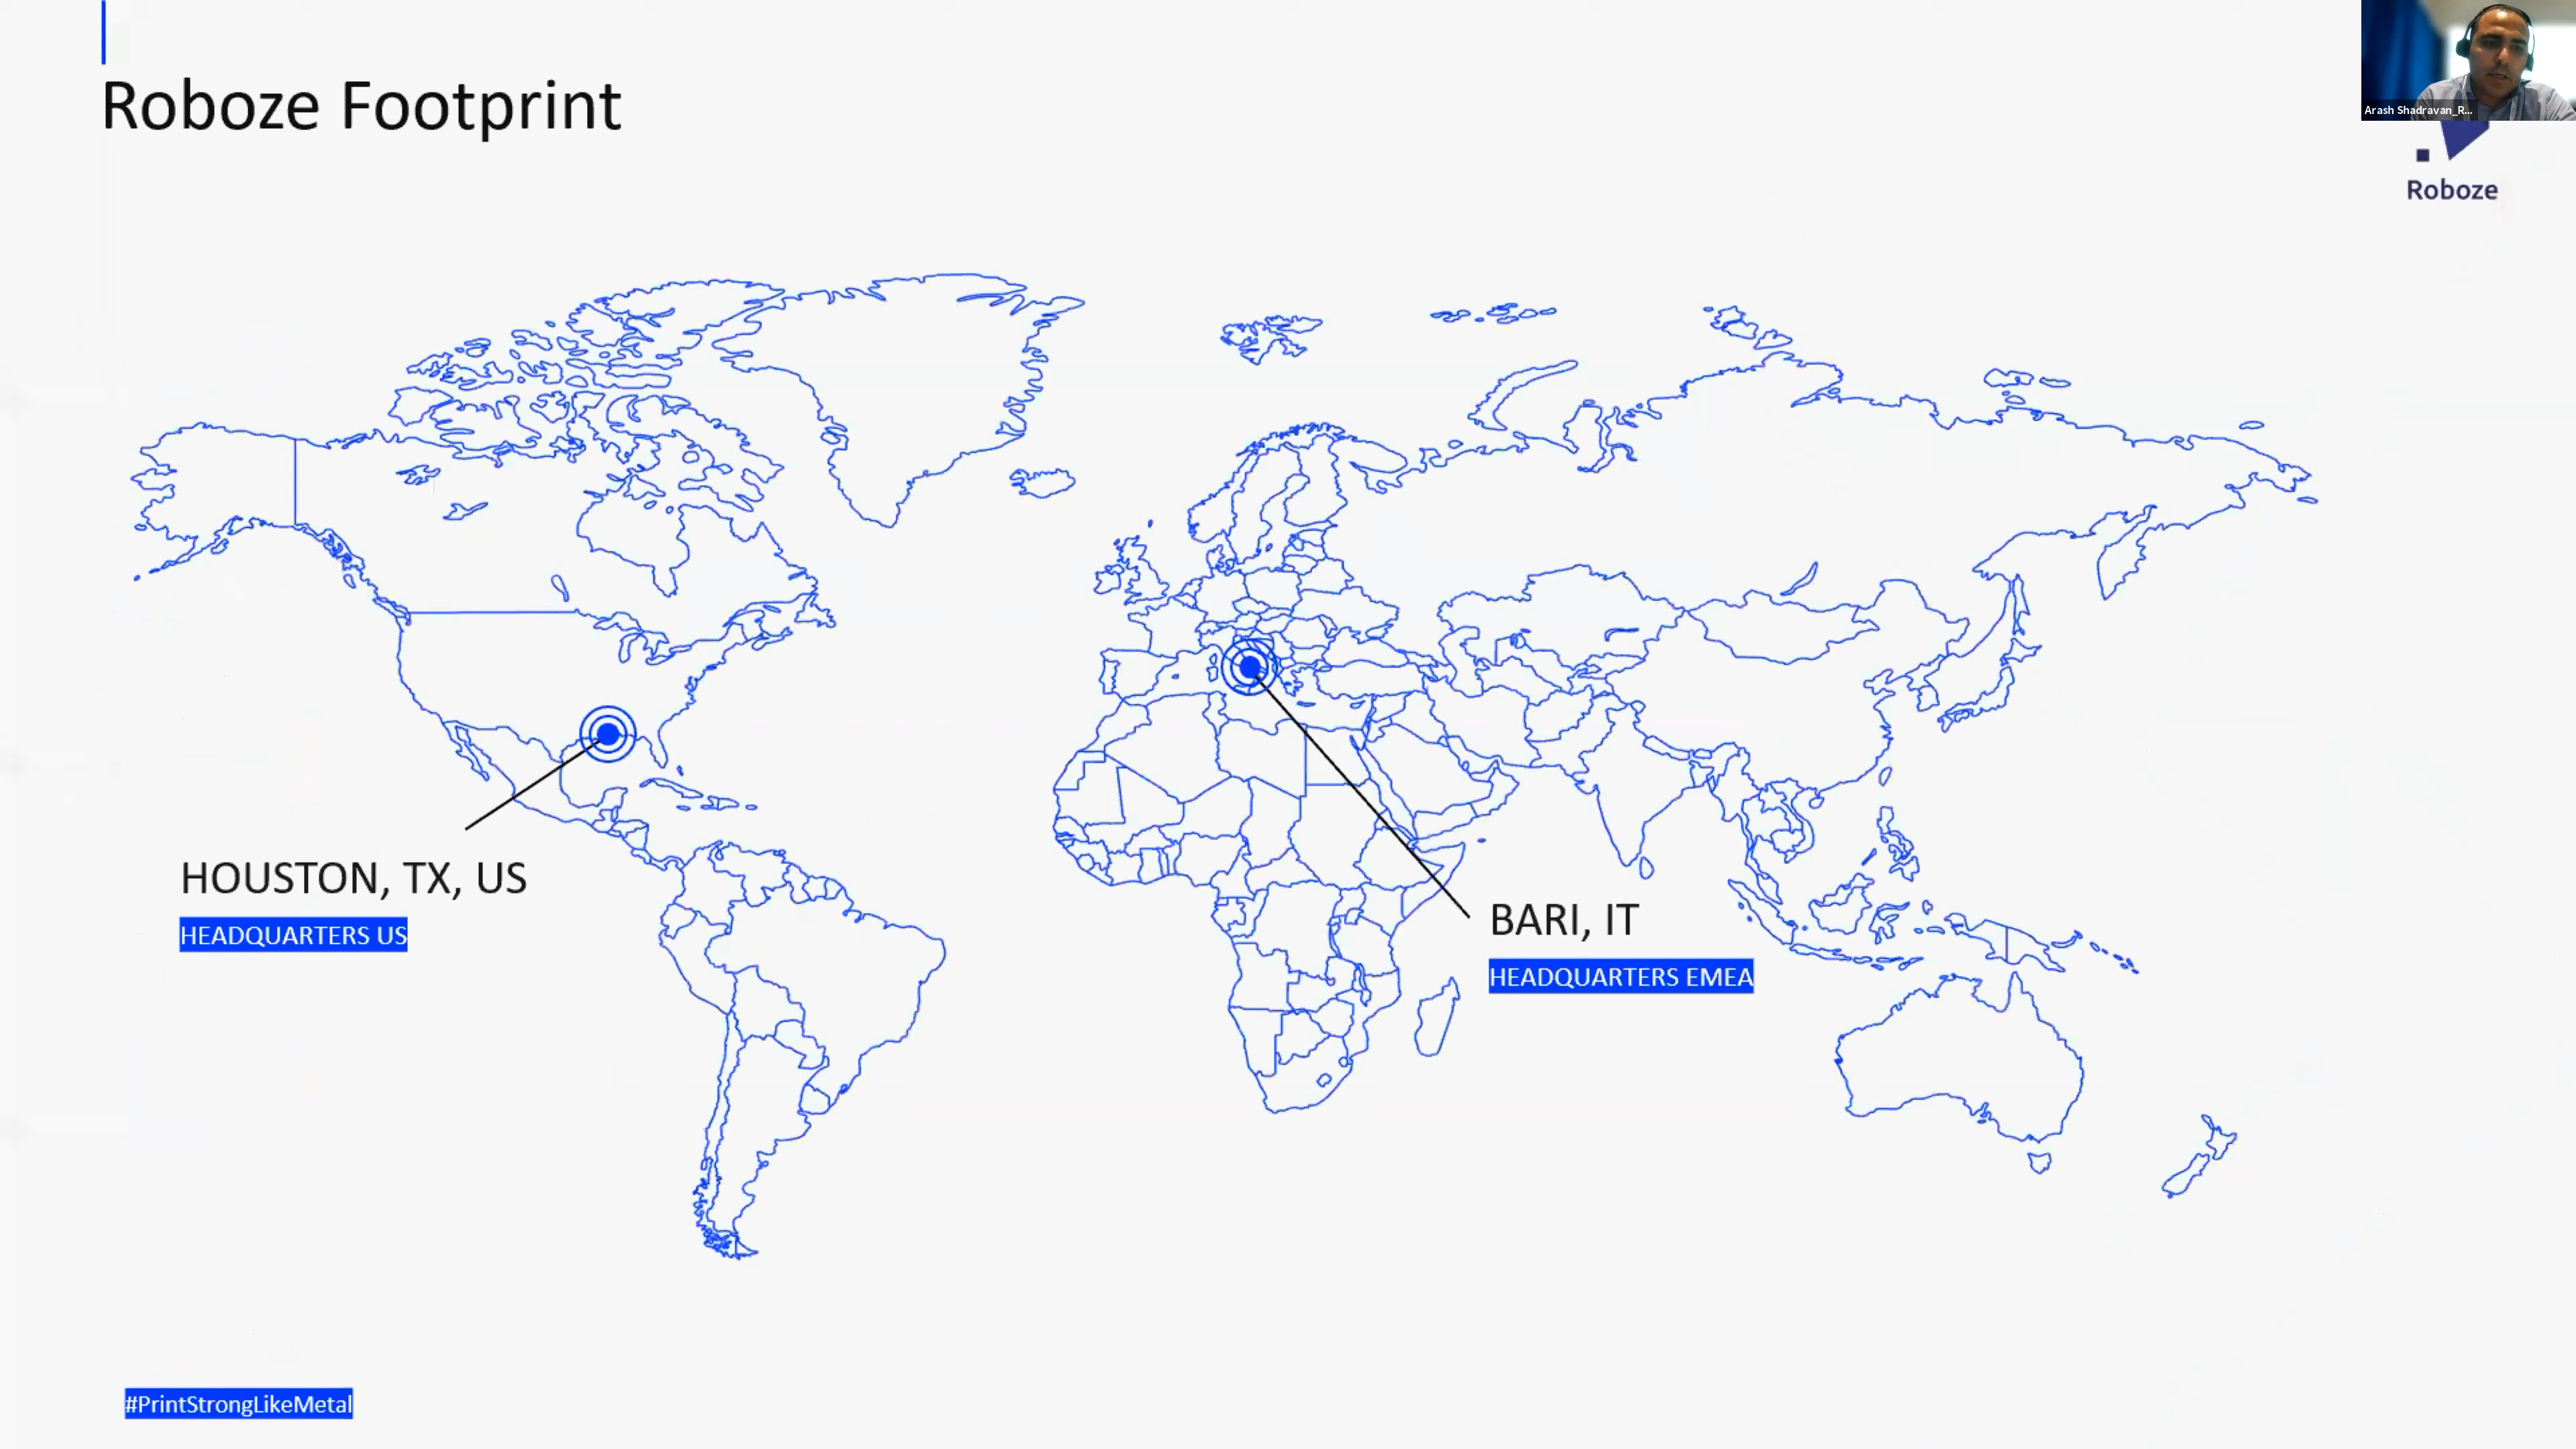 Roboze Footprint
Arash Shadravan_R...
Roboze
HOUSTON, TX, US
HEADQUARTERS US
BARI, IT
HEADQUARTERS EMEA
#PrintStrongLikeMetal